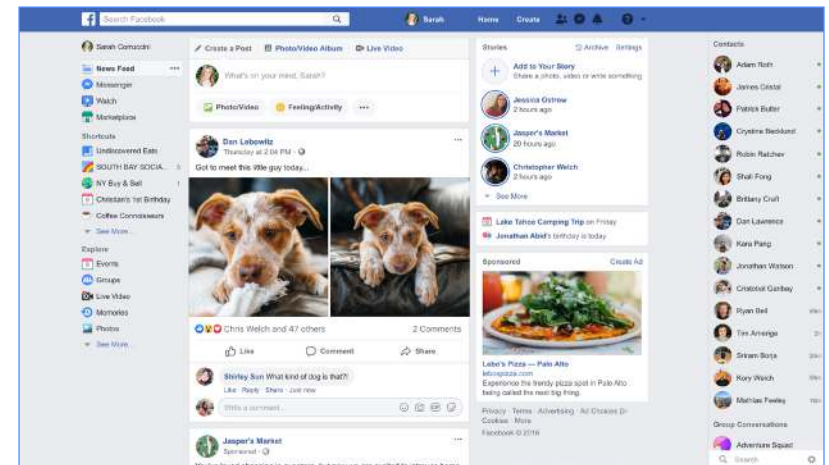 f Search Facebook
Sarah Home Create
Sarah Cornuccini
News Feed
Messenger
Watch
Marketplace
Shortcuts
Undiscovered Eats
SOUTH BAY SOCIA...
NY Buy & Sell
Christian's 1st Birthday
Coffee Connoisseurs
See More...
Explore
Events
Groups
Live Video
Memories
Photos
See More...
Create a Post Photo/Video Album Live Video
What's on your mind, Sarah?
Photo/Video Feeling/Activity
Dan Lebowitz
Thursday at 2:04 PM
Got to meet this little guy today...
Chris Welch and 47 others 2 Comments
Like Comment Share
Shirley Sun What kind of dog is that?!
Like · Reply · Share · Just now
Write a comment...
GIF
Jasper's Market
Sponsored
Stories Archive Settings
Add to Your Story
Share a photo, video or write something
Jessica Ostrow
2 hours ago
Jasper's Market
20 hours ago
Christopher Welch
2 hours ago
See More
Lake Tahoe Camping Trip on Friday
Jonathan Abid's birthday is today
Sponsored Create Ad
Lebo's Pizza — Palo Alto
lebospizza.com
Experience the trendy pizza spot in Palo Alto
being called the next big thing.
Privacy · Terms · Advertising · Ad Choices
Cookies · More
Facebook © 2018
Contacts
Adam Roth
James Cristal
Patrick Butter
Crystine Becklund
Robin Ratchev
Shali Fong
Brittany Craft
Dan Lawrence
Kara Pang
Jonathan Watson
Cristobal Garibay
Ryan Bell
Tim Amerige
Sriram Borja
Kory Welch
Mathias Feeley
Group Conversations
Adventure Squad
Search